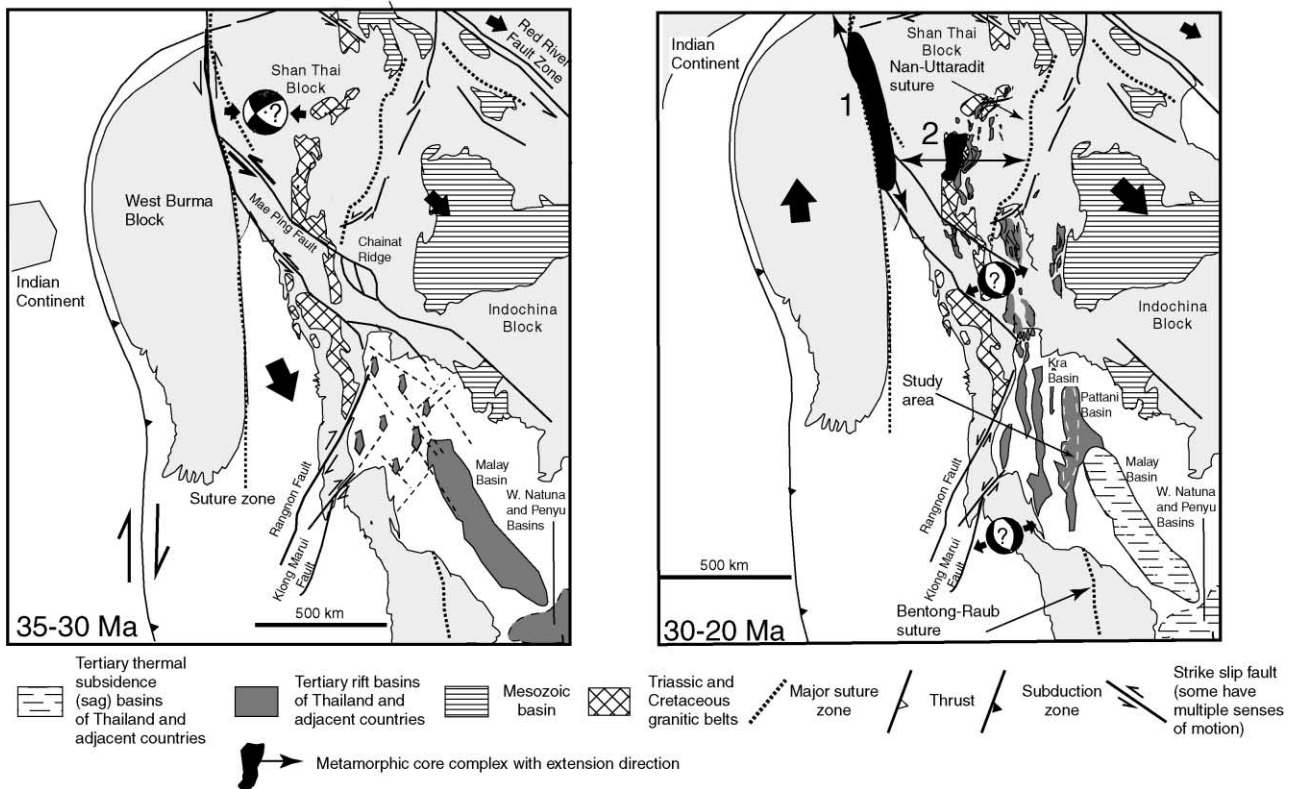 Red River
Fault Zone
Shan Thai
Block
?
West Burma
Block
Mae Ping Fault
Chainat
Ridge
Indian
Continent
Indochina
Block
Suture zone
Rangnon Fault
Klong Marui
Fault
Malay
Basin
W. Natuna
and Penyu
Basins
500 km
35-30 Ma
Indian
Continent
Shan Thai
Block
Nan-Uttaradit
suture
1
2
?
Indochina
Block
Study
area
Kra
Basin
Pattani
Basin
Malay
Basin
W. Natuna
and Penyu
Basins
Rangnon Fault
Klong Marui
Fault
?
500 km
Bentong-Raub
suture
30-20 Ma
Tertiary thermal
subsidence
(sag) basins
of Thailand and
adjacent countries
Tertiary rift basins
of Thailand and
adjacent countries
Mesozoic
basin
Triassic and
Cretaceous
granitic belts
Major suture
zone
Thrust
Subduction
zone
Strike slip fault
(some have
multiple senses
of motion)
Metamorphic core complex with extension direction